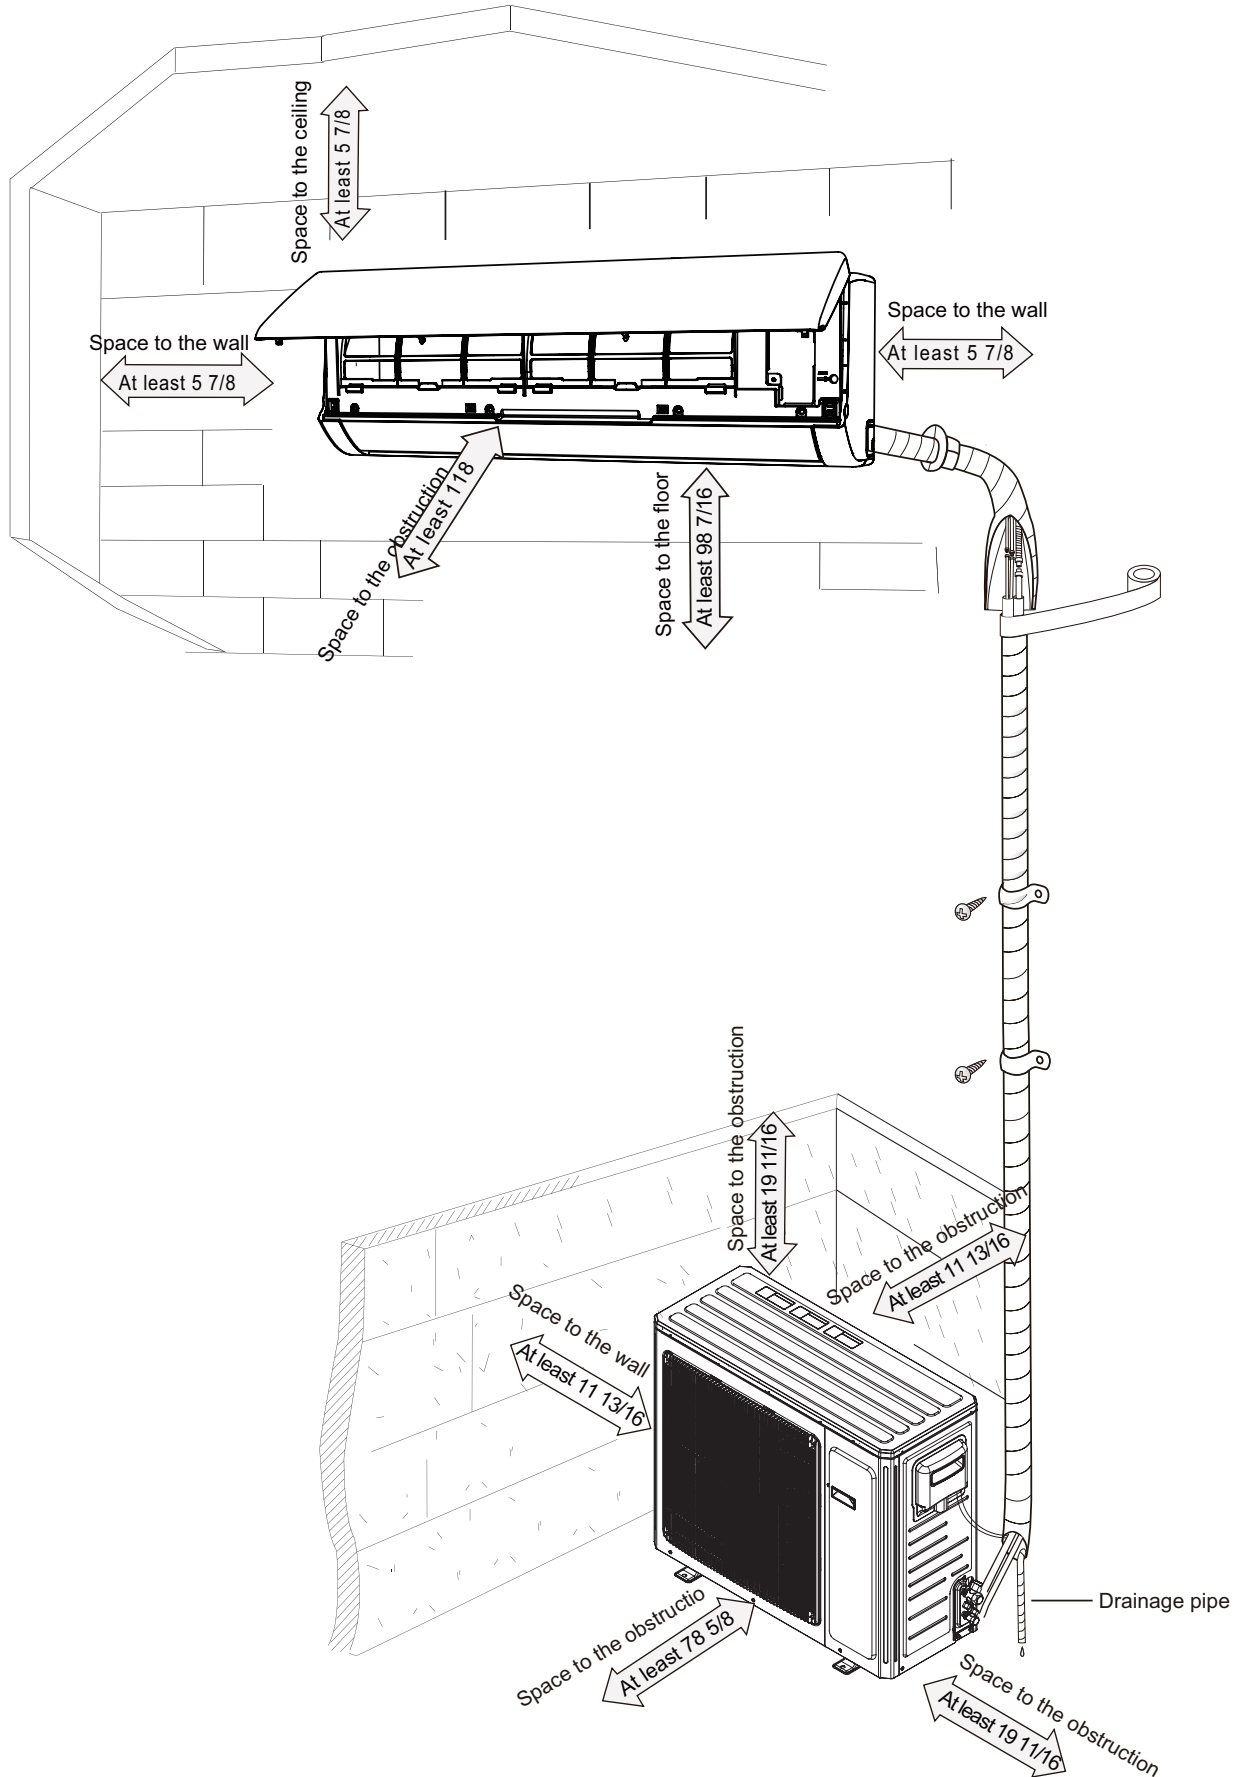 Space to the ceiling
At least 5 7/8
Space to the wall
At least 5 7/8
Space to the wall
At least 5 7/8
Space to the obstruction
At least 118
Space to the floor
At least 98 7/16
Space to the obstruction
At least 19 11/16
Space to the obstruction
At least 11 13/16
Space to the wall
At least 11 13/16
Space to the obstructio
At least 78 5/8
Drainage pipe
Space to the obstruction
At least 19 11/16